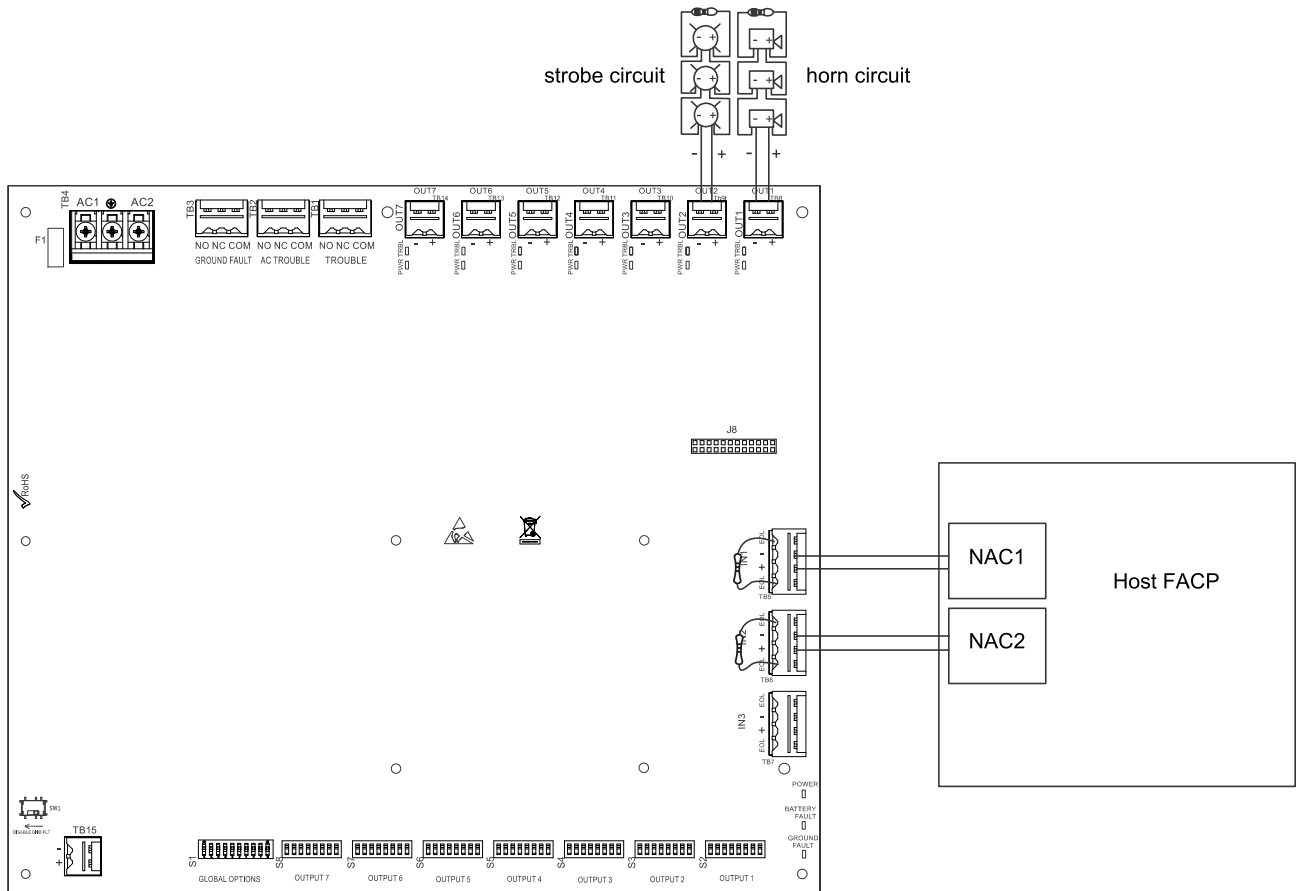 strobe circuit
horn circuit
- +
- +
TB4
AC1 AC2
F1
TB3
NO NC COM
GROUND FAULT
TB2
NO NC COM
AC TROUBLE
TB1
NO NC COM
TROUBLE
OUT7
TB14
OUT7
- +
PWR TRBL
OUT6
TB13
OUT6
- +
PWR TRBL
OUT5
TB12
OUT5
- +
PWR TRBL
OUT4
TB11
OUT4
- +
PWR TRBL
OUT3
TB10
OUT3
- +
PWR TRBL
OUT2
OUT2
- +
PWR TRBL
OUT1
TB8
OUT1
- +
PWR TRBL
J8
RoHS
IN1
EOL - + EOL
TB5
IN2
EOL - + EOL
TB6
IN3
EOL - + EOL
TB7
NAC1
NAC2
Host FACP
POWER
BATTERY
FAULT
GROUND
FAULT
SW1
DISABLE GND FLT
TB15
- +
S1
GLOBAL OPTIONS
S8
OUTPUT 7
S7
OUTPUT 6
S6
OUTPUT 5
S5
OUTPUT 4
S4
OUTPUT 3
S3
OUTPUT 2
S2
OUTPUT 1